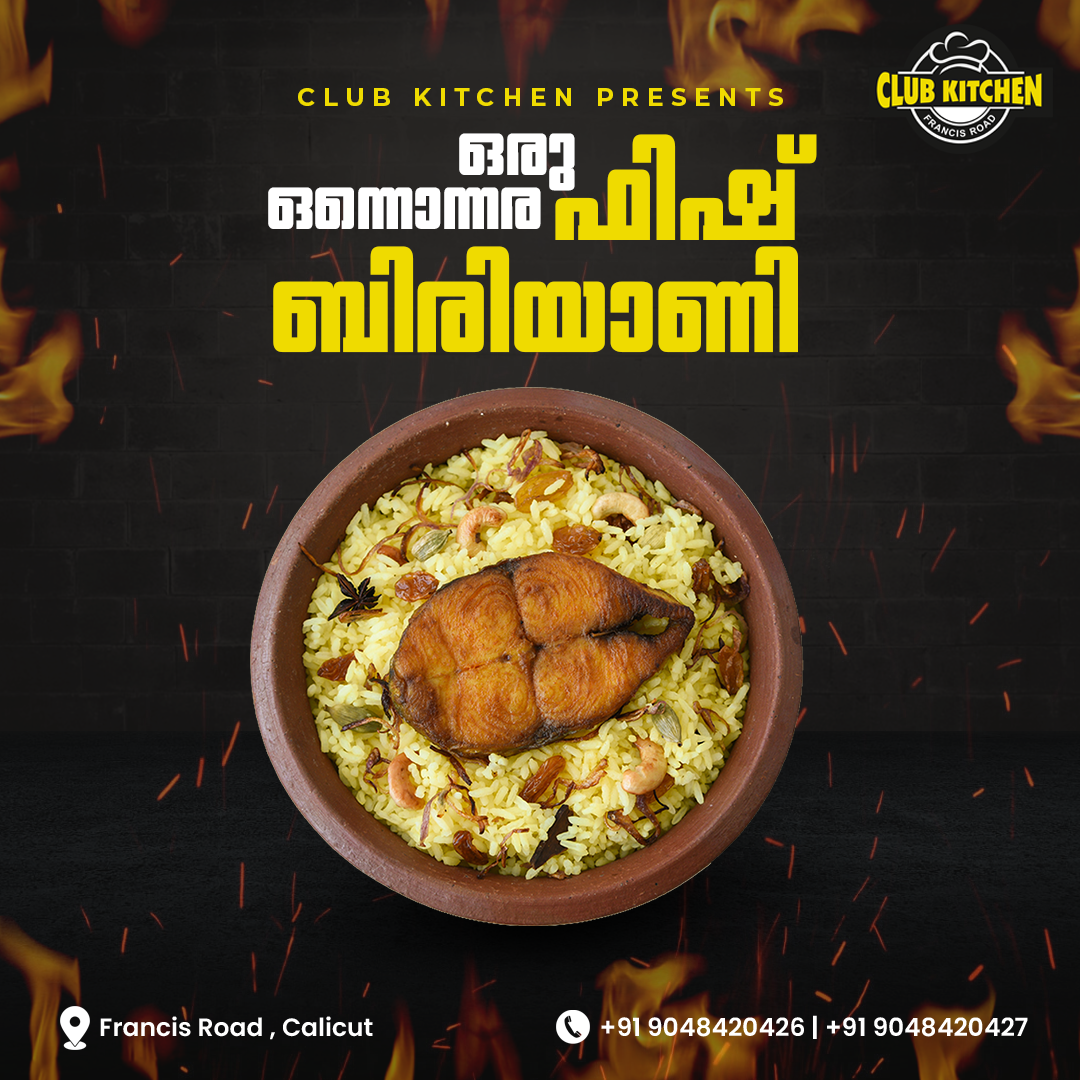 CLUB KITCHEN PRESENTS
CLUB KITCHEN
FRANCIS ROAD
ഒരു
ഒന്നൊന്നര ഫിഷ്
ബിരിയാണി
Francis Road , Calicut
+91 9048420426 | +91 9048420427